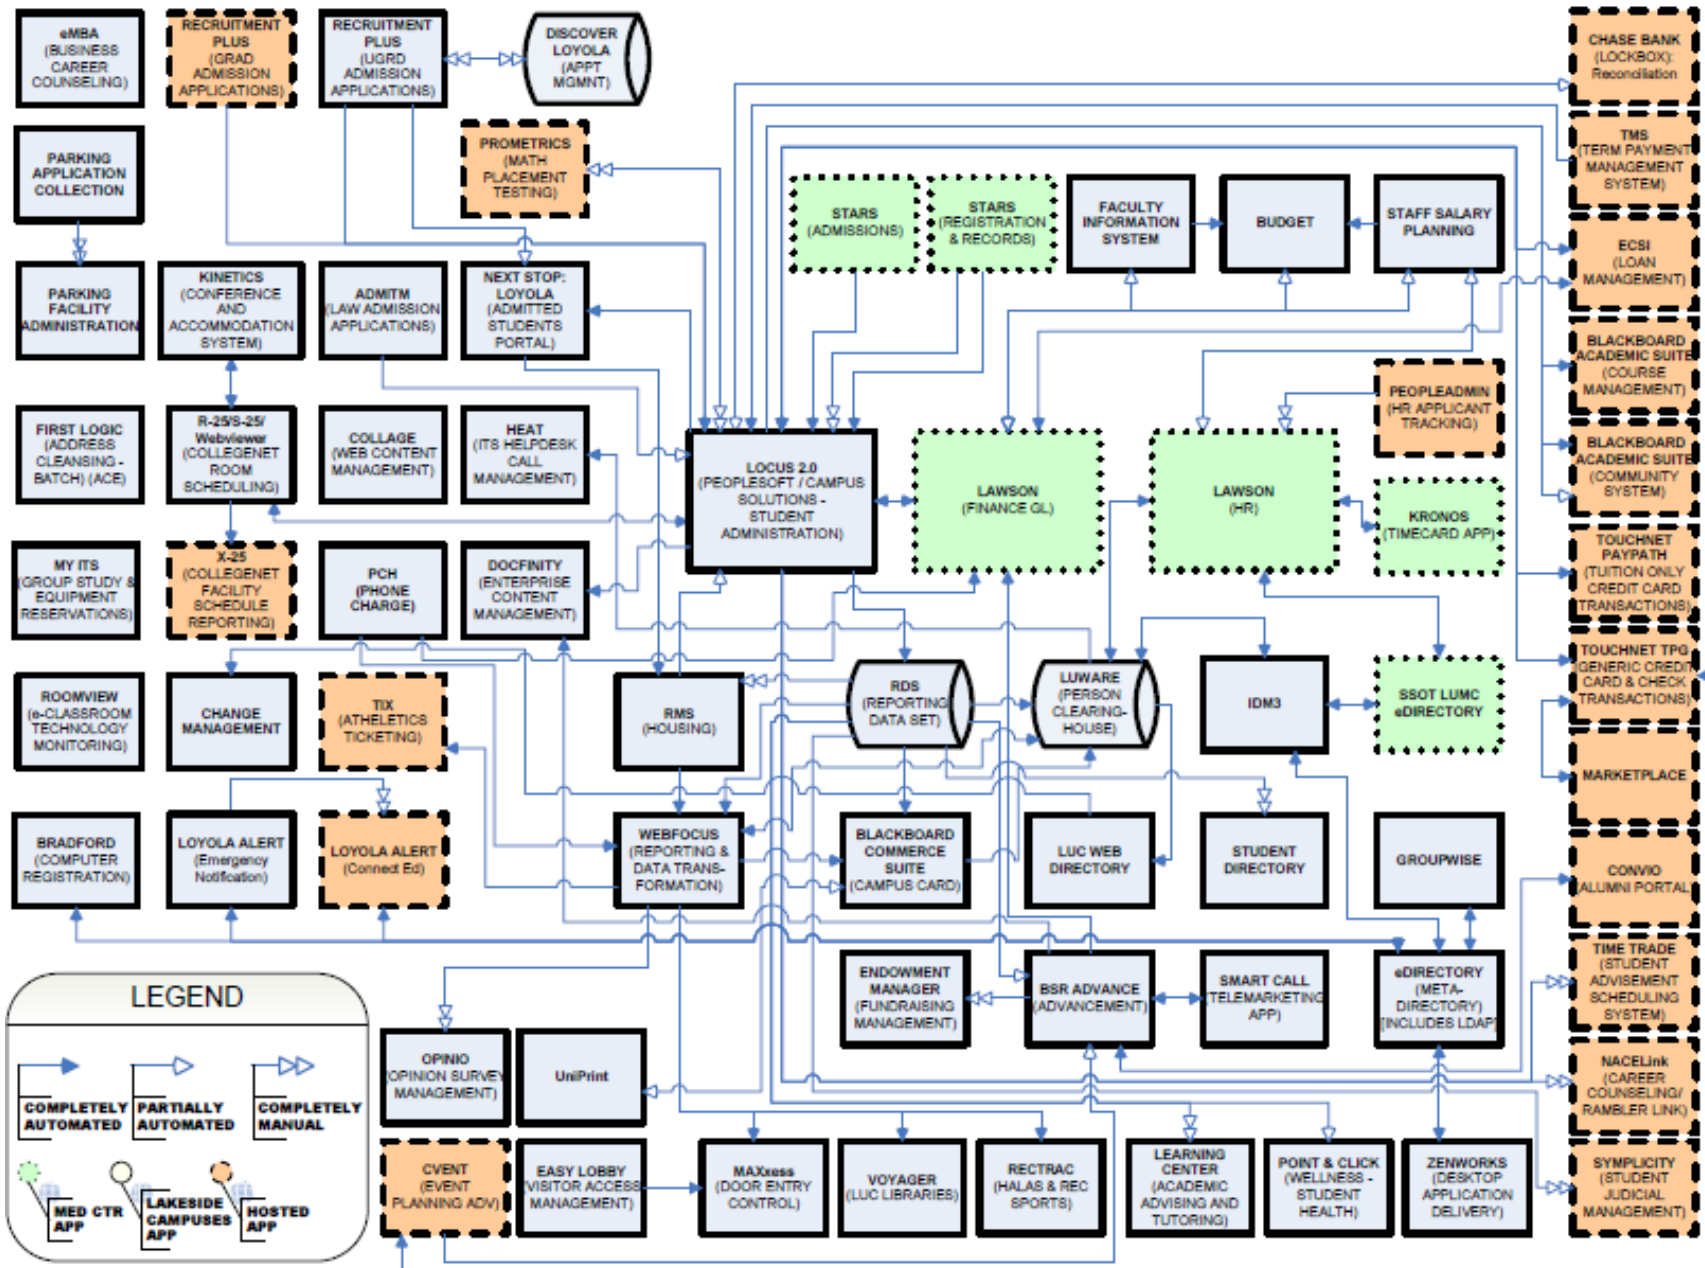 eMBA
(BUSINESS
CAREER
COUNSELING)
RECRUITMENT
PLUS
(GRAD
ADMISSION
APPLICATIONS)
RECRUITMENT
PLUS
(UGRD
ADMISSION
APPLICATIONS)
DISCOVER
LOYOLA
(APPT
MGMNT)
CHASE BANK
(LOCKBOX):
Reconciliation
PARKING
APPLICATION
COLLECTION
PROMETRICS
(MATH
PLACEMENT
TESTING)
TMS
(TERM PAYMENT
MANAGEMENT
SYSTEM)
STARS
(ADMISSIONS)
STARS
(REGISTRATION
& RECORDS)
FACULTY
INFORMATION
SYSTEM
BUDGET
STAFF SALARY
PLANNING
ECSI
(LOAN
MANAGEMENT)
PARKING
FACILITY
ADMINISTRATION
KINETICS
(CONFERENCE
AND
ACCOMMODATION
SYSTEM)
ADMITM
(LAW ADMISSION
APPLICATIONS)
NEXT STOP:
LOYOLA
(ADMITTED
STUDENTS
PORTAL)
BLACKBOARD
ACADEMIC SUITE
(COURSE
MANAGEMENT)
PEOPLEADMIN
(HR APPLICANT
TRACKING)
FIRST LOGIC
(ADDRESS
CLEANSING -
BATCH) (ACE)
R-25/S-25/
Webviewer
(COLLEGENET
ROOM
SCHEDULING)
COLLAGE
(WEB CONTENT
MANAGEMENT)
HEAT
(ITS HELPDESK
CALL
MANAGEMENT)
LOCUS 2.0
(PEOPLESOFT / CAMPUS
SOLUTIONS -
STUDENT
ADMINISTRATION)
LAWSON
(FINANCE GL)
LAWSON
(HR)
BLACKBOARD
ACADEMIC SUITE
(COMMUNITY
SYSTEM)
KRONOS
(TIMECARD APP)
MY ITS
(GROUP STUDY &
EQUIPMENT
RESERVATIONS)
X-25
(COLLEGENET
FACILITY
SCHEDULE
REPORTING)
PCH
(PHONE
CHARGE)
DOCFINITY
(ENTERPRISE
CONTENT
MANAGEMENT)
TOUCHNET
PAYPATH
(TUITION ONLY
CREDIT CARD
TRANSACTIONS)
ROOMVIEW
(e-CLASSROOM
TECHNOLOGY
MONITORING)
CHANGE
MANAGEMENT
TIX
(ATHELETICS
TICKETING)
RMS
(HOUSING)
RDS
(REPORTING
DATA SET)
LUWARE
(PERSON
CLEARING-
HOUSE)
IDM3
SSOT LUMC
eDIRECTORY
TOUCHNET TPG
(GENERIC CREDIT
CARD & CHECK
TRANSACTIONS)
MARKETPLACE
BRADFORD
(COMPUTER
REGISTRATION)
LOYOLA ALERT
(Emergency
Notification)
LOYOLA ALERT
(Connect Ed)
WEBFOCUS
(REPORTING &
DATA TRANS-
FORMATION)
BLACKBOARD
COMMERCE
SUITE
(CAMPUS CARD)
LUC WEB
DIRECTORY
STUDENT
DIRECTORY
GROUPWISE
CONVIO
(ALUMNI PORTAL)
ENDOWMENT
MANAGER
(FUNDRAISING
MANAGEMENT)
BSR ADVANCE
(ADVANCEMENT)
SMART CALL
(TELEMARKETING
APP)
eDIRECTORY
(META-
DIRECTORY)
[INCLUDES LDAP]
TIME TRADE
(STUDENT
ADVISEMENT
SCHEDULING
SYSTEM)
OPINIO
(OPINION SURVEY
MANAGEMENT)
UniPrint
NACELink
(CAREER
COUNSELING/
RAMBLER LINK)
CVENT
(EVENT
PLANNING ADV)
EASY LOBBY
(VISITOR ACCESS
MANAGEMENT)
MAXxess
(DOOR ENTRY
CONTROL)
VOYAGER
(LUC LIBRARIES)
RECTRAC
(HALAS & REC
SPORTS)
LEARNING
CENTER
(ACADEMIC
ADVISING AND
TUTORING)
POINT & CLICK
(WELLNESS -
STUDENT
HEALTH)
ZENWORKS
(DESKTOP
APPLICATION
DELIVERY)
SYMPLICITY
(STUDENT
JUDICIAL
MANAGEMENT)
LEGEND
COMPLETELY
AUTOMATED
PARTIALLY
AUTOMATED
COMPLETELY
MANUAL
MED CTR
APP
LAKESIDE
CAMPUSES
APP
HOSTED
APP